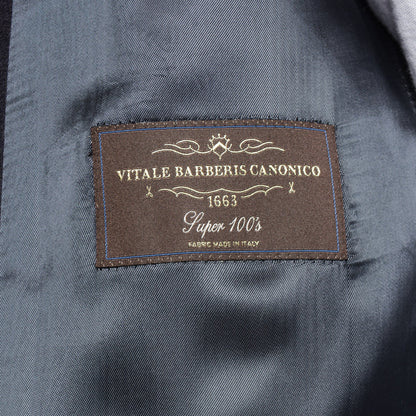 VITALE BARBERIS CANONICO
1663
Super 100's
FABRIC MADE IN ITALY